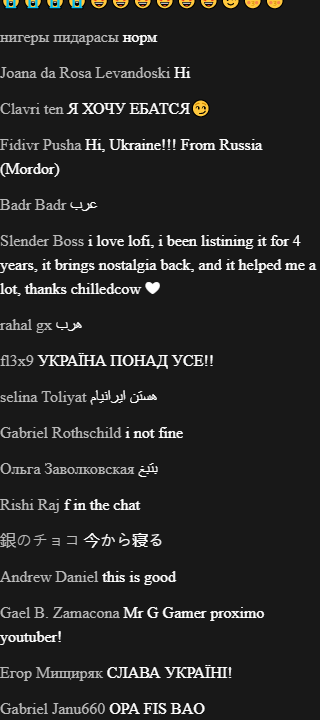 😭😭😭😭😄😄😄😄😄😄😊😁😁
нигеры пидарасы норм
Joana da Rosa Levandoski Hi
Clavri ten Я ХОЧУ ЕБАТСЯ😏
Fidivr Pusha Hi, Ukraine!!! From Russia
(Mordor)
Badr Badr عرب
Slender Boss i love lofi, i been listining it for 4
years, it brings nostalgia back, and it helped me a
lot, thanks chilledcow 🤍
rahal gx هرب
fl3x9 УКРАЇНА ПОНАД УСЕ!!
selina Toliyat هستن ایرانیام
Gabriel Rothschild i not fine
Ольга Заволковская بتبغ
Rishi Raj f in the chat
銀のチョコ 今から寝る
Andrew Daniel this is good
Gael B. Zamacona Mr G Gamer proximo
youtuber!
Егор Мищиряк СЛАВА УКРАЇНІ!
Gabriel Janu660 OPA FIS BAO